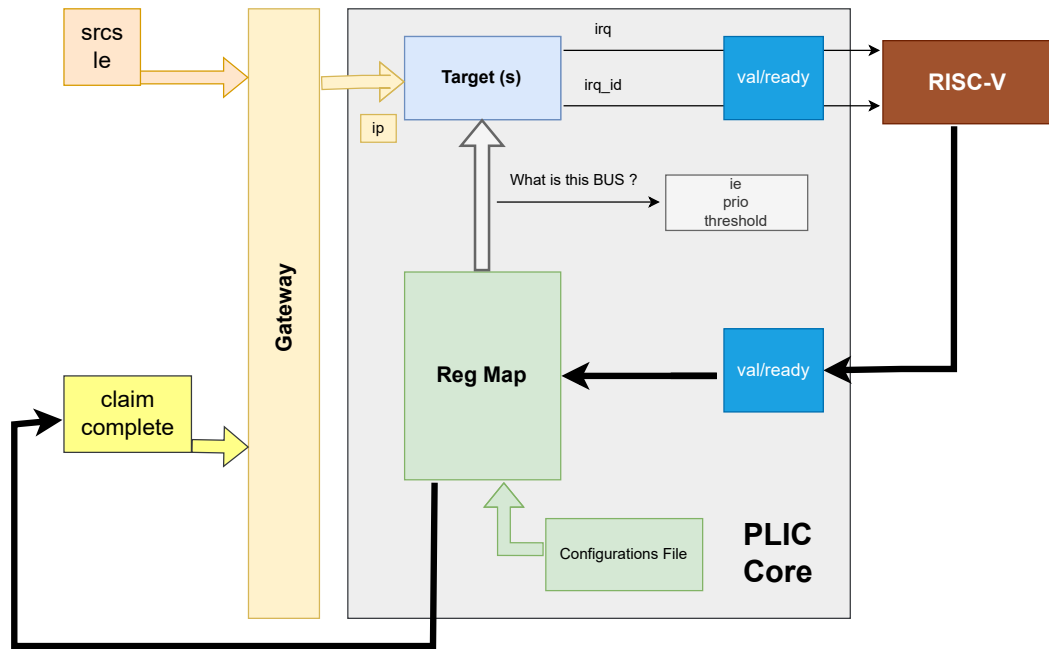 srcs
le
irq
Target (s)
val/ready
RISC-V
irq_id
ip
What is this BUS ?
ie
prio
threshold
Gateway
Reg Map
val/ready
claim
complete
Configurations File
PLIC
Core